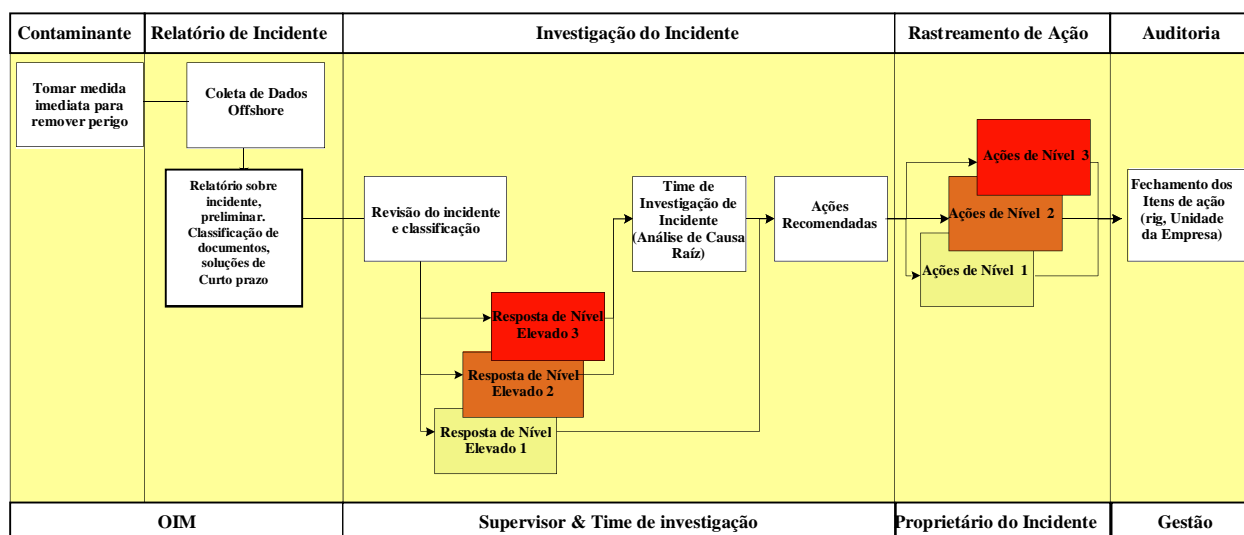 Contaminante
Relatório de Incidente
Investigação do Incidente
Rastreamento de Ação
Auditoria
Tomar medida
imediata para
remover perigo
Coleta de Dados
Offshore
Relatório sobre
incidente,
preliminar.
Classificação de
documentos,
soluções de
Curto prazo
Revisão do incidente
e classificação
Resposta de Nível
Elevado 3
Resposta de Nível
Elevado 2
Resposta de Nível
Elevado 1
Time de
Investigação de
Incidente
(Análise de Causa
Raíz)
Ações
Recomendadas
Ações de Nível 3
Ações de Nível 2
Ações de Nível 1
Fechamento dos
Itens de ação
(rig, Unidade
da Empresa)
OIM
Supervisor & Time de investigação
Proprietário do Incidente
Gestão